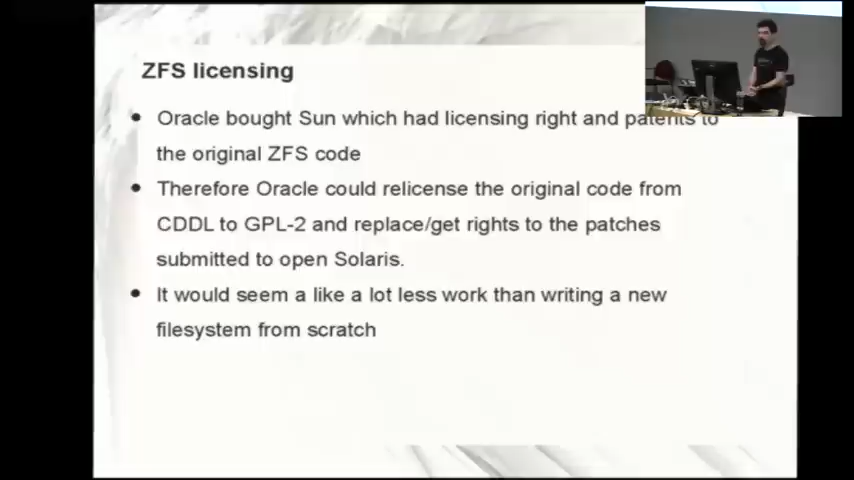 ZFS licensing
• Oracle bought Sun which had licensing right and patents to
the original ZFS code
• Therefore Oracle could relicense the original code from
CDDL to GPL-2 and replace/get rights to the patches
submitted to open Solaris.
• It would seem a like a lot less work than writing a new
filesystem from scratch